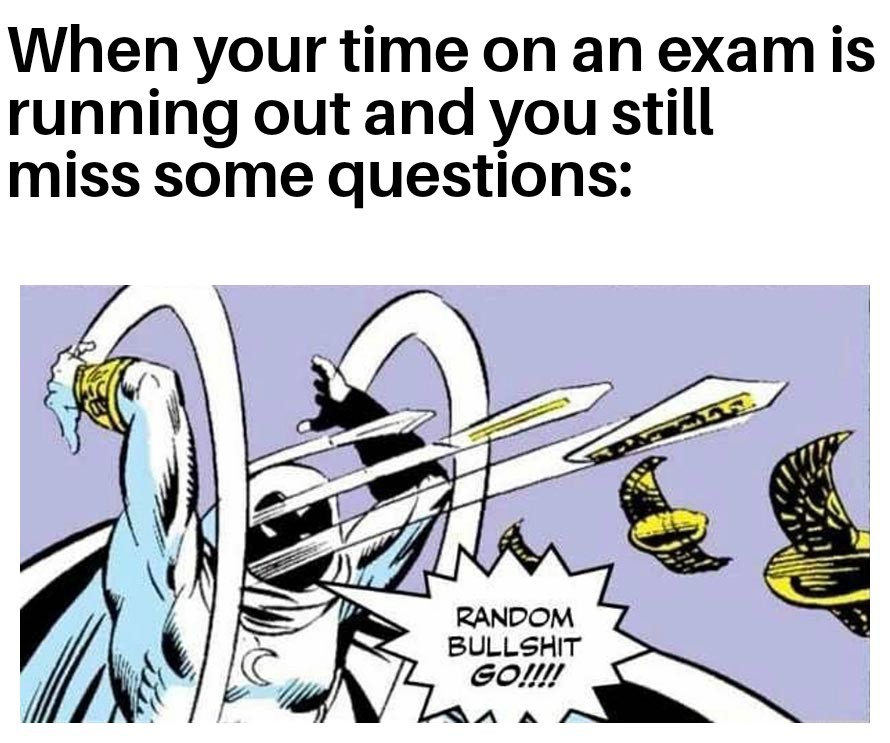 When your time on an exam is
running out and you still
miss some questions:
RANDOM
BULLSHIT
GO!!!!